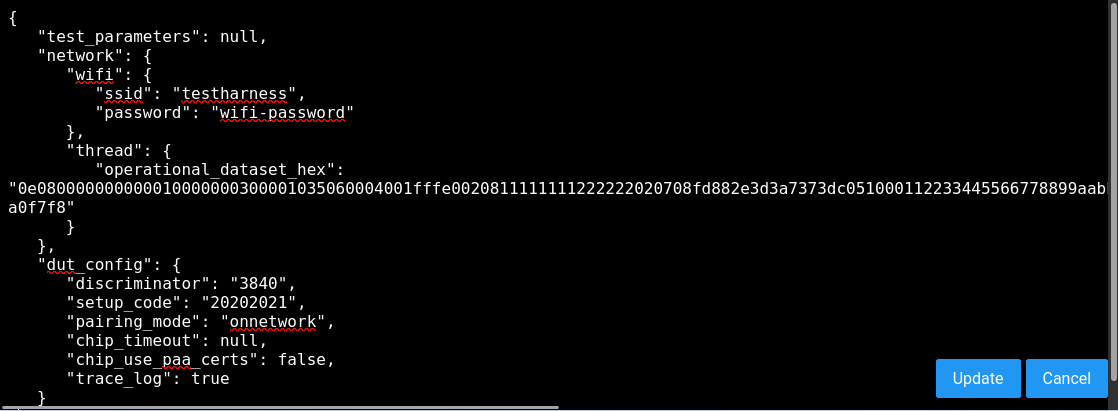 {
"test_parameters": null,
"network": {
"wifi": {
"ssid": "testharness",
"password": "wifi-password"
},
"thread": {
"operational_dataset_hex":
"0e080000000000010000000300001035060004001fffe0020811111111222222220708fd882e3d3a7373dc051000112233445566778899aab
a0f7f8"
}
},
"dut_config": {
"discriminator": "3840",
"setup_code": "20202021",
"pairing_mode": "onnetwork",
"chip_timeout": null,
"chip_use_paa_certs": false,
"trace_log": true
}
Update
Cancel